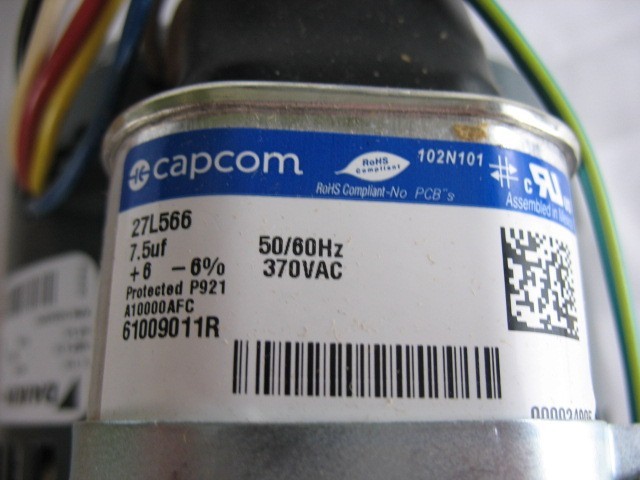 capcom
RoHS
Compliant
102N101
RoHS Compliant-No PCB"s
Assembled in
27L566
7.5uf
+6 -6%
50/60Hz
370VAC
Protected P921
A10000AFC
61009011R